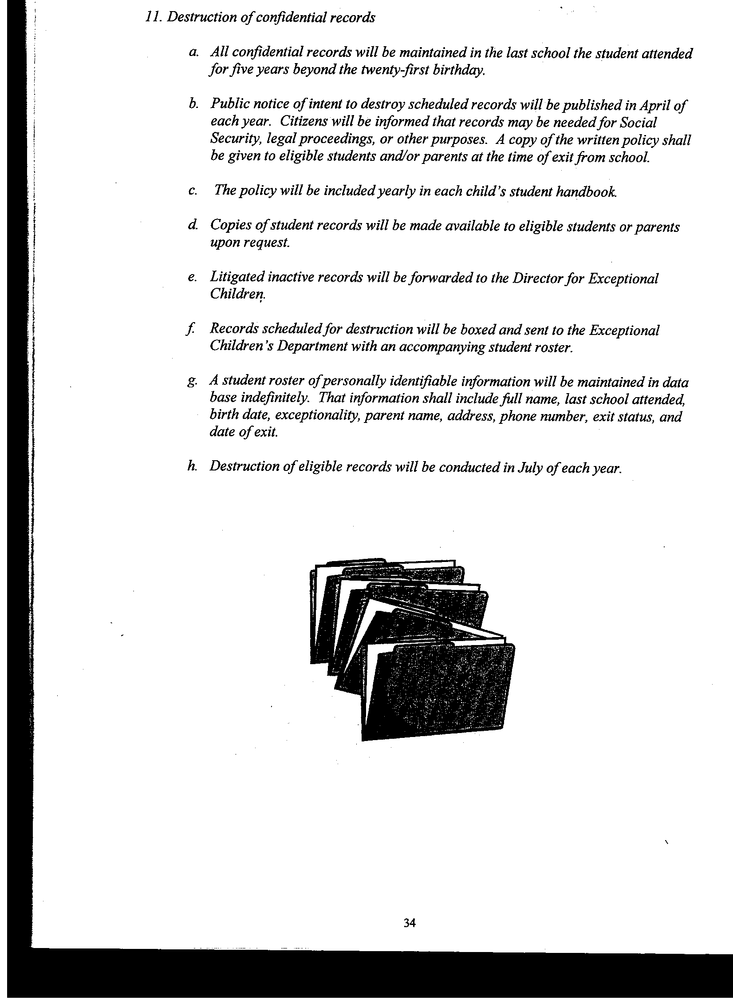 11. Destruction of confidential records
a. All confidential records will be maintained in the last school the student attended
for five years beyond the twenty-first birthday.
b. Public notice of intent to destroy scheduled records will be published in April of
each year. Citizens will be informed that records may be needed for Social
Security, legal proceedings, or other purposes. A copy of the written policy shall
be given to eligible students and/or parents at the time of exit from school.
c. The policy will be included yearly in each child's student handbook.
d. Copies of student records will be made available to eligible students or parents
upon request.
e. Litigated inactive records will be forwarded to the Director for Exceptional
Children.
f. Records scheduled for destruction will be boxed and sent to the Exceptional
Children's Department with an accompanying student roster.
g. A student roster of personally identifiable information will be maintained in data
base indefinitely. That information shall include full name, last school attended,
birth date, exceptionality, parent name, address, phone number, exit status, and
date of exit.
h. Destruction of eligible records will be conducted in July of each year.
34